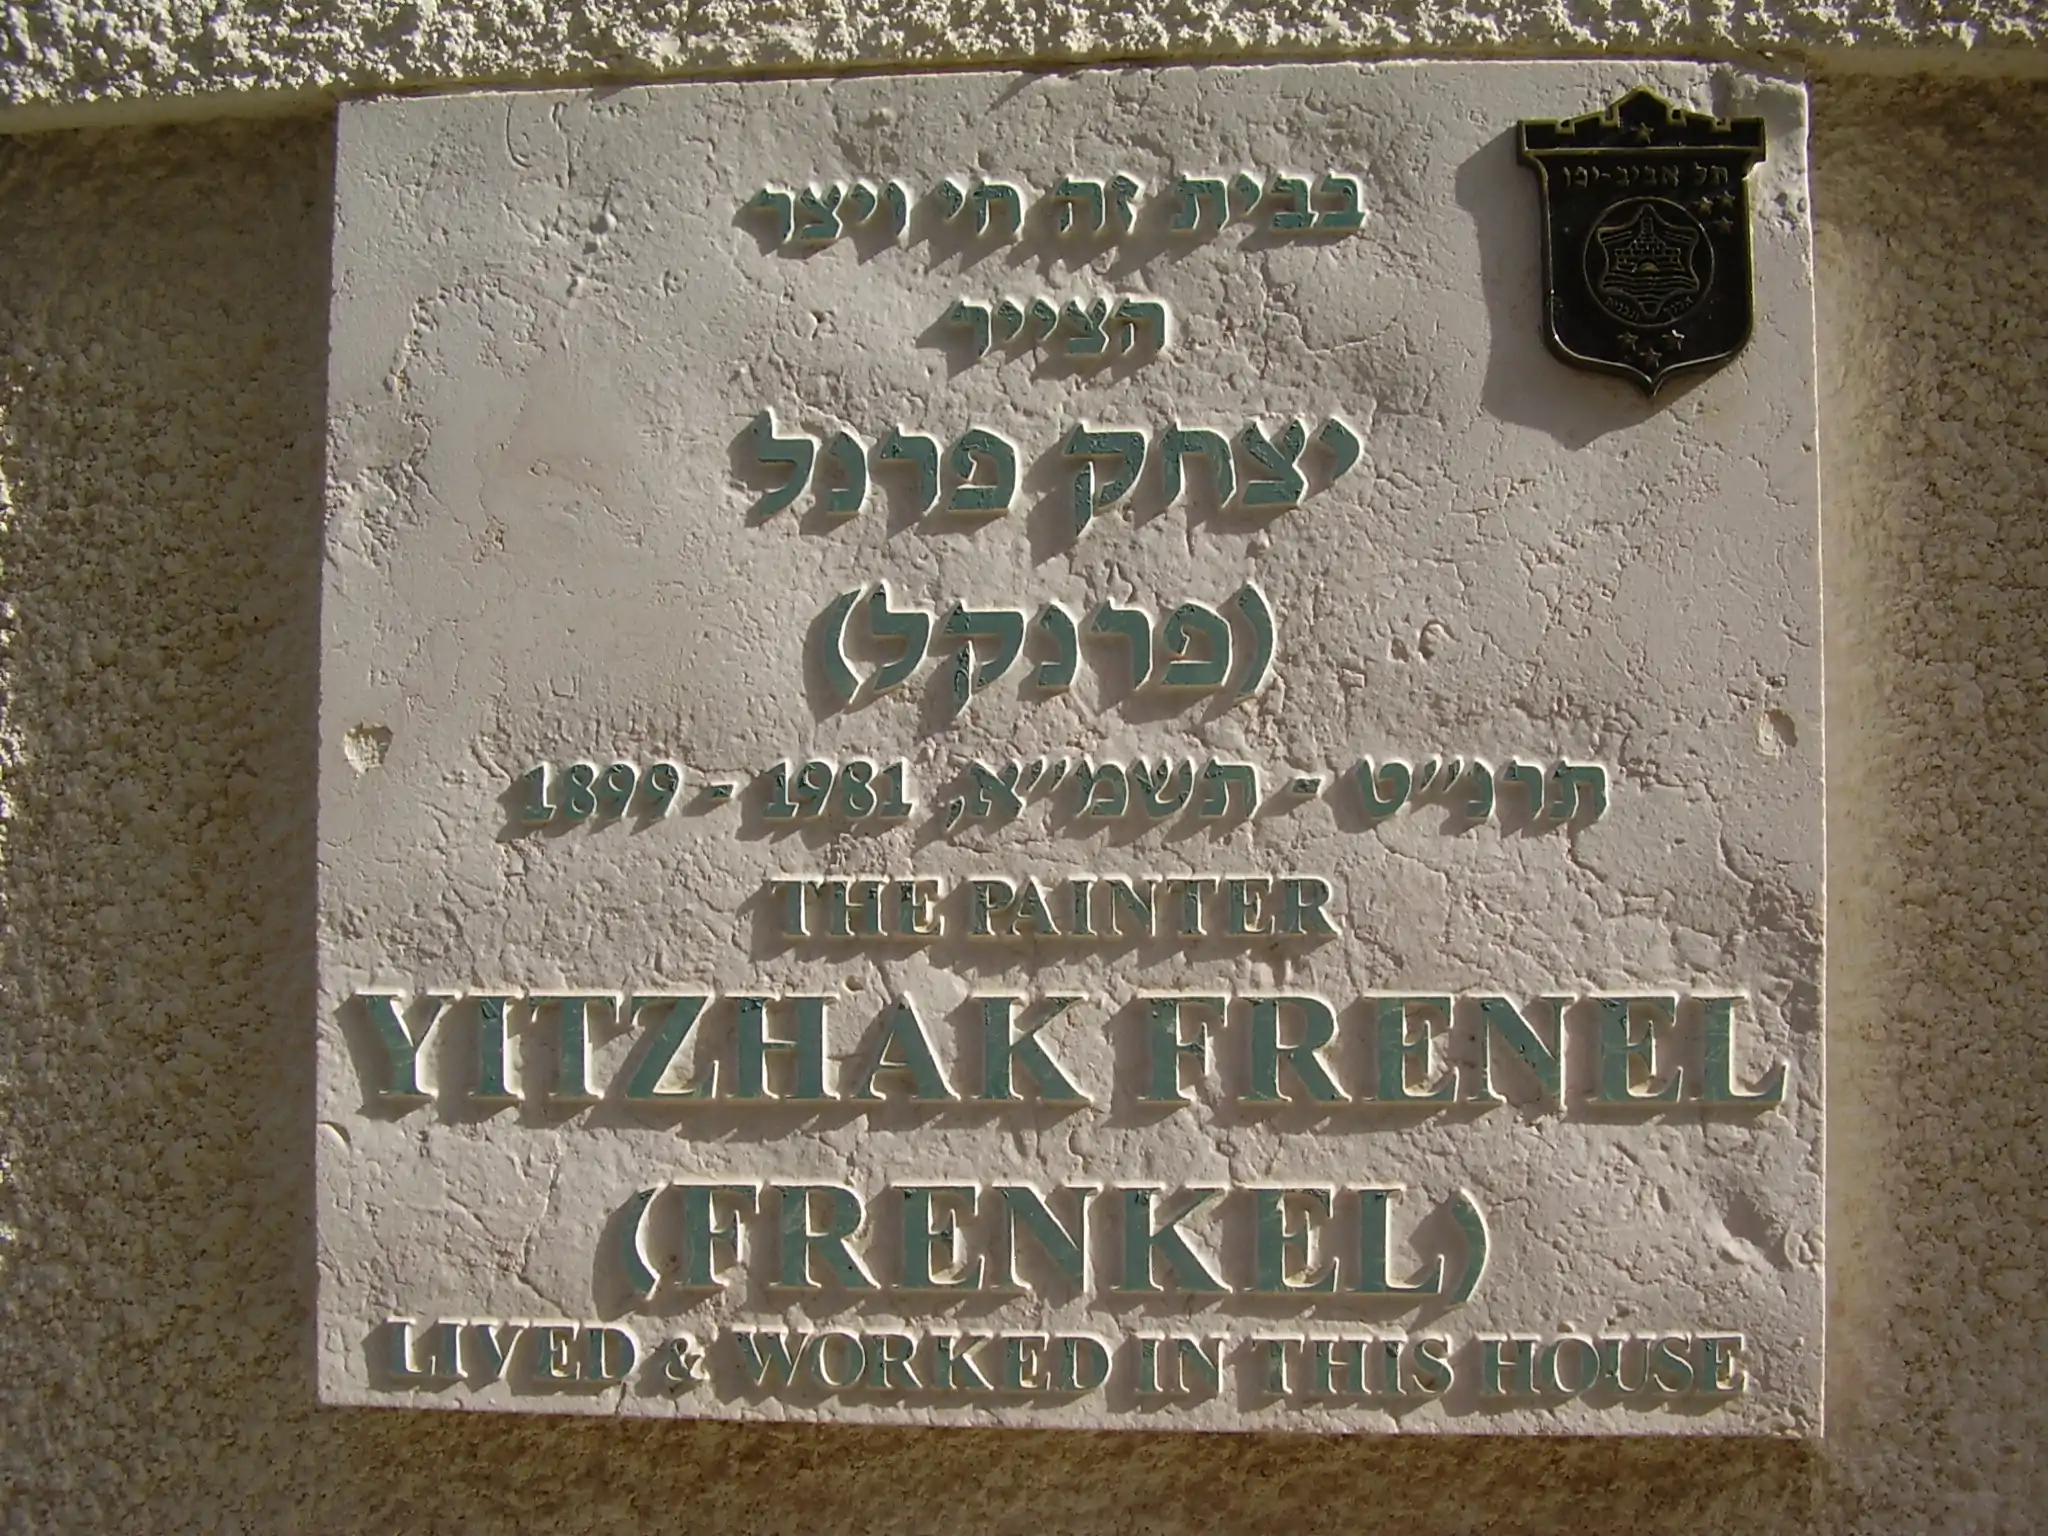 בבית זה חי ויצר
הצייר
יצחק פרנל
(פרנקל)
תרנ״ט - תשמ״א, 1981 - 1899
THE PAINTER
YITZHAK FRENEL
(FRENKEL)
LIVED & WORKED IN THIS HOUSE
תל אביב-יפו